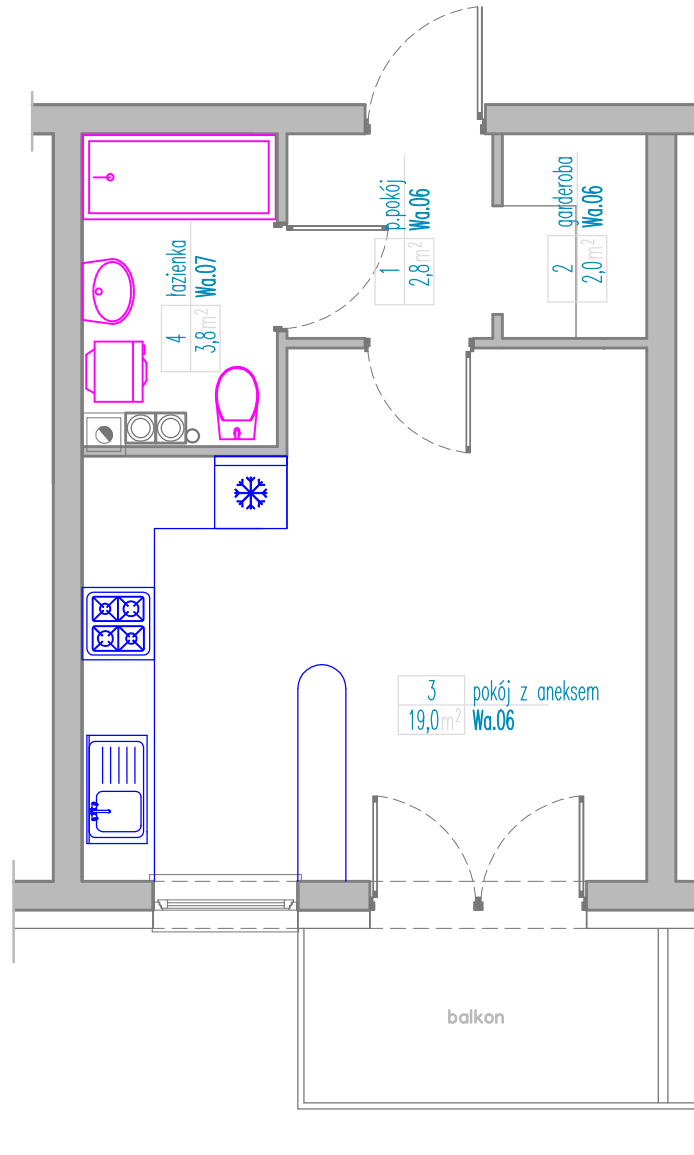 1
2,8m²
p.pokój
Wa.06
2
2,0m²
garderoba
Wa.06
4
3,8m²
łazienka
Wa.07
3
19,0m²
pokój z aneksem
Wa.06
balkon